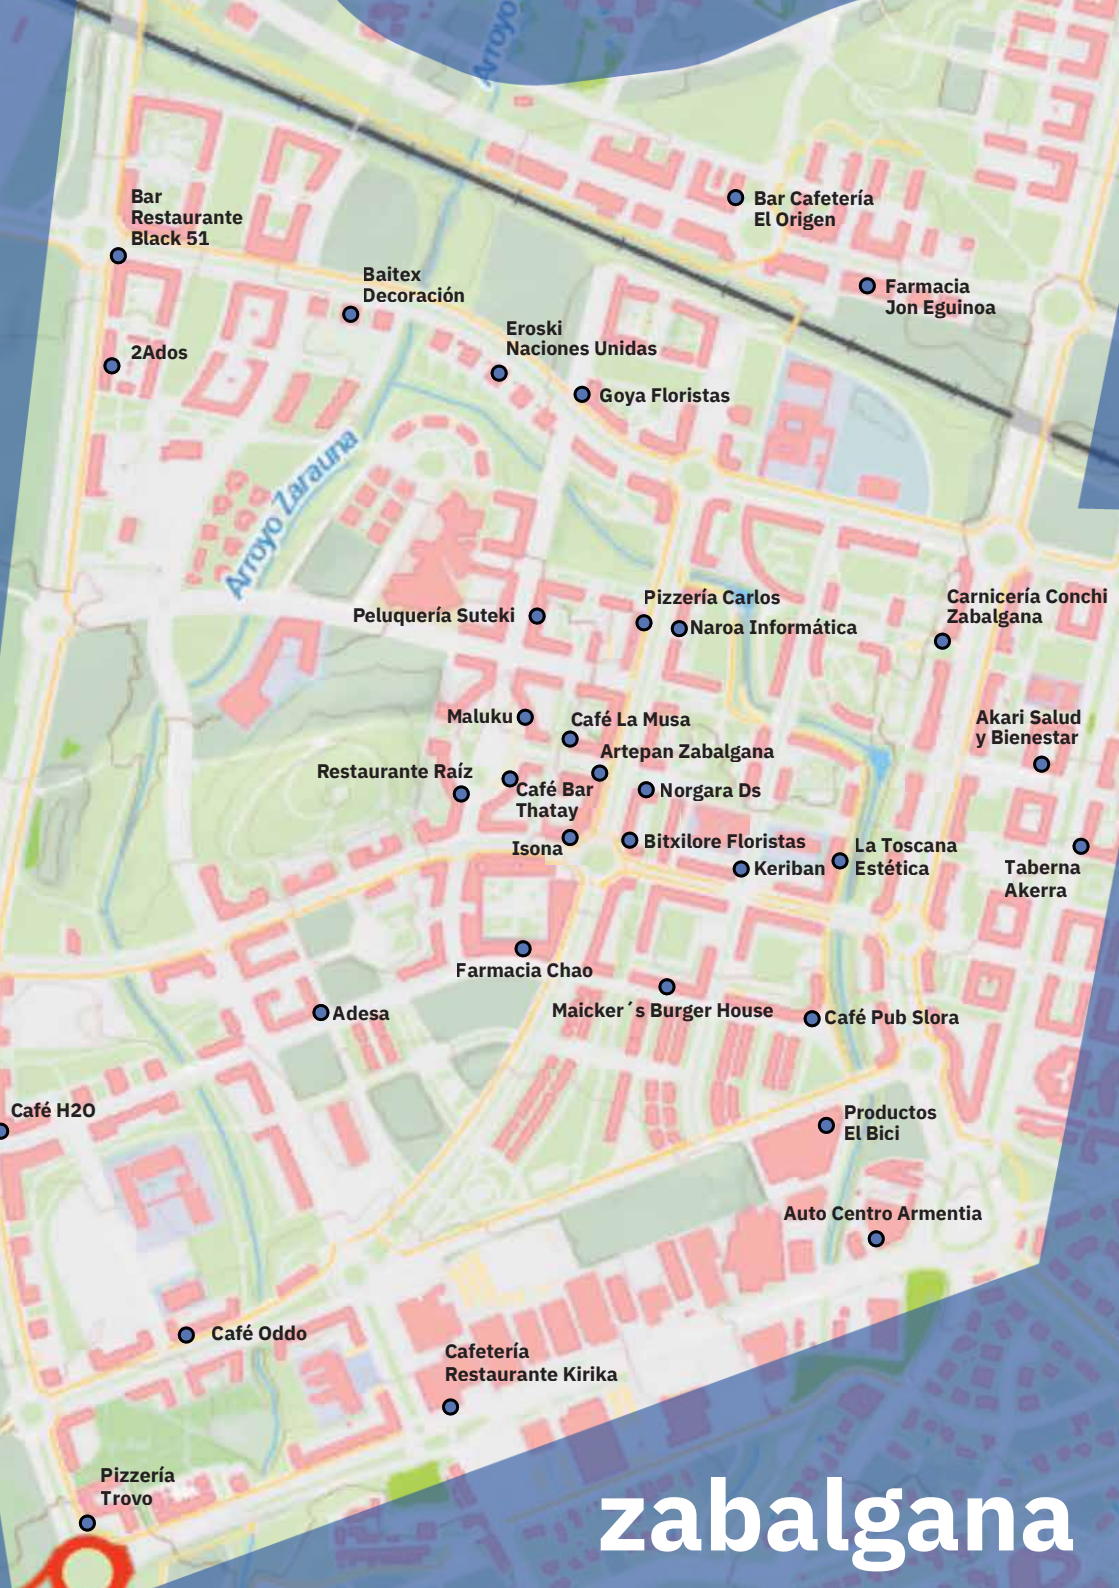 Arroyo
Bar
Restaurante
Black 51
Bar Cafetería
El Origen
Baitex
Decoración
Farmacia
Jon Eguinoa
Eroski
Naciones Unidas
2Ados
Goya Floristas
Arroyo Zarauna
Pizzería Carlos
Carnicería Conchi
Zabalgana
Peluquería Suteki
Naroa Informática
Maluku
Café La Musa
Akari Salud
y Bienestar
Artepan Zabalgana
Restaurante Raíz
Café Bar
Thatay
Norgara Ds
Isona
Bitxilore Floristas
La Toscana
Estética
Keriban
Taberna
Akerra
Farmacia Chao
Adesa
Maicker´s Burger House
Café Pub Slora
Café H2O
Productos
El Bici
Auto Centro Armentia
Café Oddo
Cafetería
Restaurante Kirika
Pizzería
Trovo
zabalgana